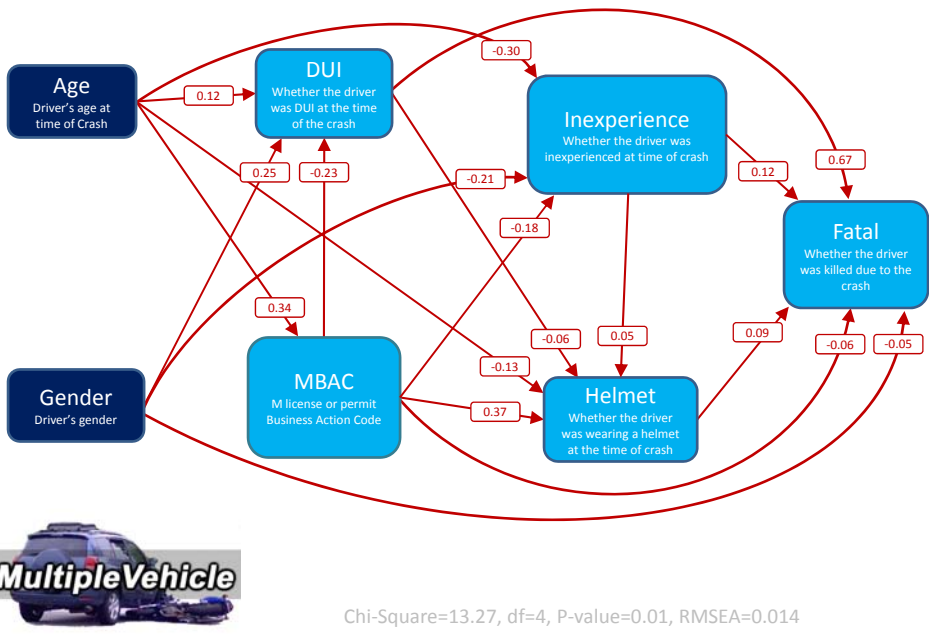 -0.30
Age
Driver's age at
time of Crash
0.12
DUI
Whether the driver
was DUI at the time
of the crash
Inexperience
Whether the driver was
inexperienced at time of crash
0.67
0.12
0.25
-0.23
-0.21
-0.18
Fatal
Whether the driver
was killed due to the
crash
0.34
-0.06
0.05
0.09
-0.06
-0.05
-0.13
Gender
Driver's gender
MBAC
M license or permit
Business Action Code
0.37
Helmet
Whether the driver
was wearing a helmet
at the time of crash
MultipleVehicle
Chi-Square=13.27, df=4, P-value=0.01, RMSEA=0.014